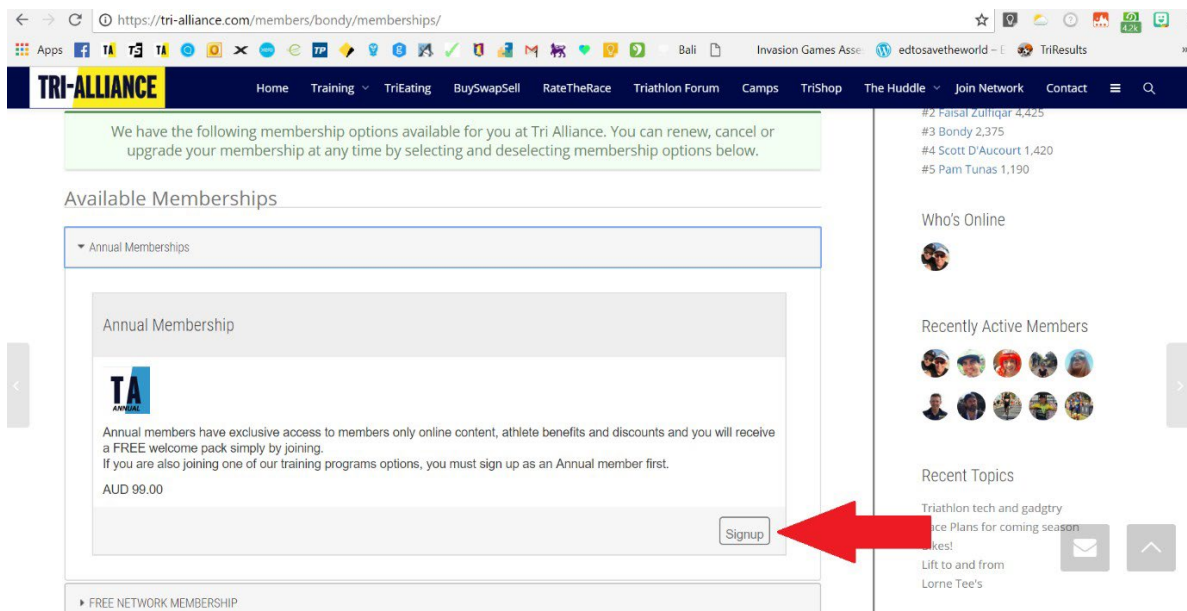 https://tri-alliance.com/members/bondy/memberships/
4.2k
Apps
Bali
Invasion Games Asse
edtosavetheworld – E
TriResults
TRI-ALLIANCE
Home
Training
TriEating
BuySwapSell
RateTheRace
Triathlon Forum
Camps
TriShop
The Huddle
Join Network
Contact
We have the following membership options available for you at Tri Alliance. You can renew, cancel or
upgrade your membership at any time by selecting and deselecting membership options below.
Available Memberships
Annual Memberships
Annual Membership
TA
ANNUAL
Annual members have exclusive access to members only online content, athlete benefits and discounts and you will receive
a FREE welcome pack simply by joining.
If you are also joining one of our training programs options, you must sign up as an Annual member first.
AUD 99.00
Signup
FREE NETWORK MEMBERSHIP
#2 Faisal Zulfiqar 4,425
#3 Bondy 2,375
#4 Scott D'Aucourt 1,420
#5 Pam Tunas 1,190
Who's Online
Recently Active Members
Recent Topics
Triathlon tech and gadgtry
ace Plans for coming season
kes!
Lift to and from
Lorne Tee's